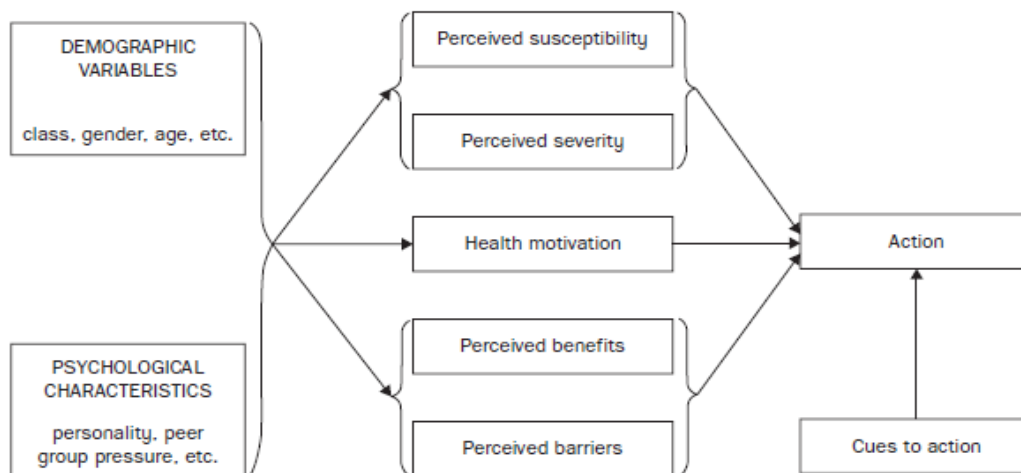 DEMOGRAPHIC
VARIABLES
class, gender, age, etc.
PSYCHOLOGICAL
CHARACTERISTICS
personality, peer
group pressure, etc.
Perceived susceptibility
Perceived severity
Health motivation
Perceived benefits
Perceived barriers
Action
Cues to action